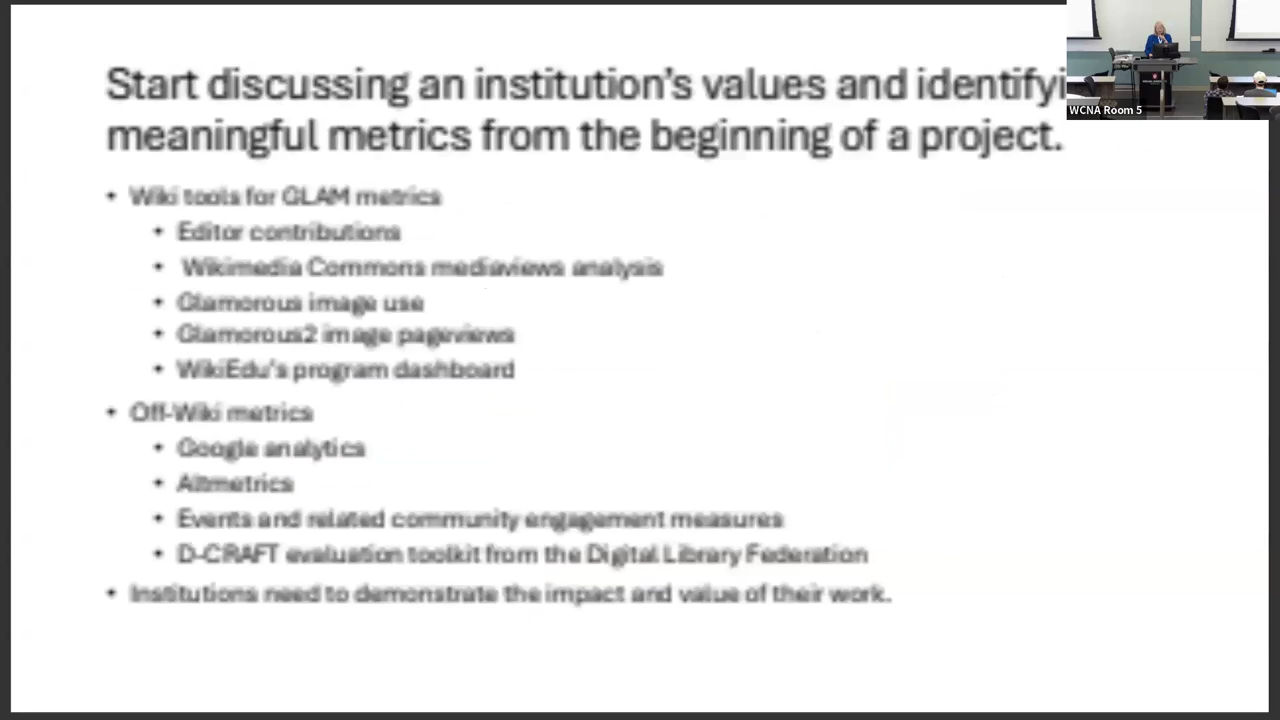 Start discussing an institution's values and identifyi
meaningful metrics from the beginning of a project.
• Wiki tools for GLAM metrics
• Editor contributions
• Wikimedia Commons mediaviews analysis
• Glamorous image use
• Glamorous2 image pageviews
• WikiEdu's program dashboard
• Off-Wiki metrics
• Google analytics
• Altmetrics
• Events and related community engagement measures
• D-CRAFT evaluation toolkit from the Digital Library Federation
• Institutions need to demonstrate the impact and value of their work.
WCNA Room 5